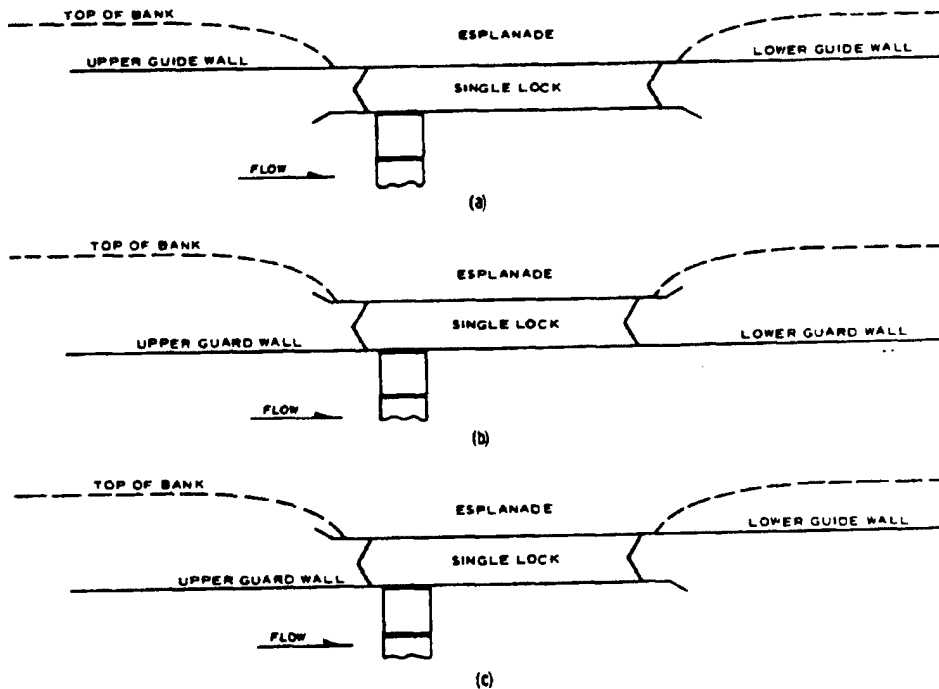 TOP OF BANK
ESPLANADE
UPPER GUIDE WALL
LOWER GUIDE WALL
SINGLE LOCK
FLOW
(a)
TOP OF BANK
ESPLANADE
SINGLE LOCK
UPPER GUARD WALL
LOWER GUARD WALL
FLOW
(b)
TOP OF BANK
ESPLANADE
LOWER GUIDE WALL
SINGLE LOCK
UPPER GUARD WALL
FLOW
(c)